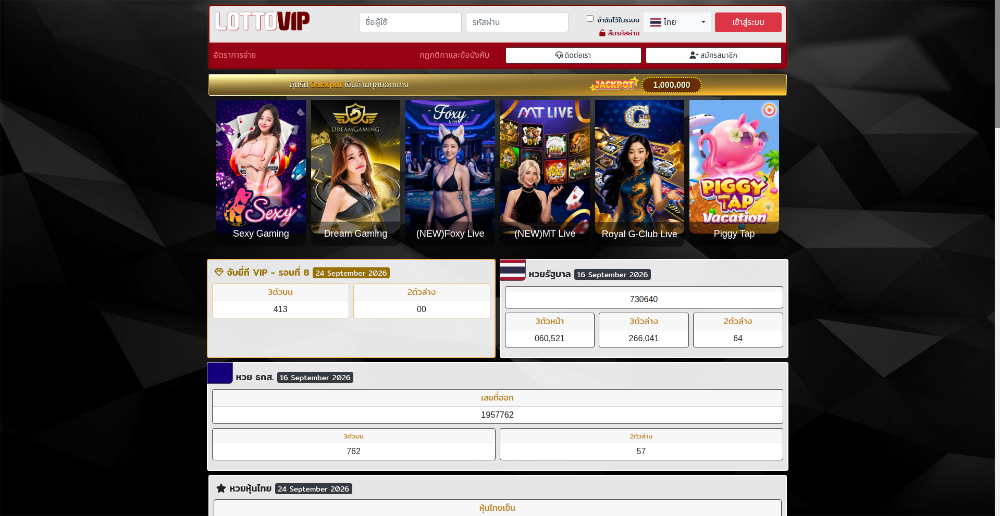 LOTTOVIP
ชื่อผู้ใช้
รหัสผ่าน
จำฉันไว้ในระบบ
ลืมรหัสผ่าน
ไทย
เข้าสู่ระบบ
อัตราการจ่าย
กฏกติกาและข้อบังคับ
ติดต่อเรา
สมัครสมาชิก
ลุ้นรับ Jackpot เงินล้านทุกยอดแทง
JACKPOT
1,000,000
Sexy
Sexy Gaming
DREAMGAMING
Dream Gaming
Foxy
Live
(NEW)Foxy Live
MT LIVE
(NEW)MT Live
G Club
Royal G-Club Live
PIGGY
TAP
Vacation
Piggy Tap
จับยี่กี VIP - รอบที่ 8 24 September 2026
3ตัวบน 2ตัวล่าง
413 00
หวยรัฐบาล 16 September 2026
730640
3ตัวหน้า 3ตัวล่าง 2ตัวล่าง
060,521 266,041 64
หวย ธกส. 16 September 2026
เลขที่ออก
1957762
3ตัวบน 2ตัวล่าง
762 57
หวยหุ้นไทย 24 September 2026
หุ้นไทยเย็น